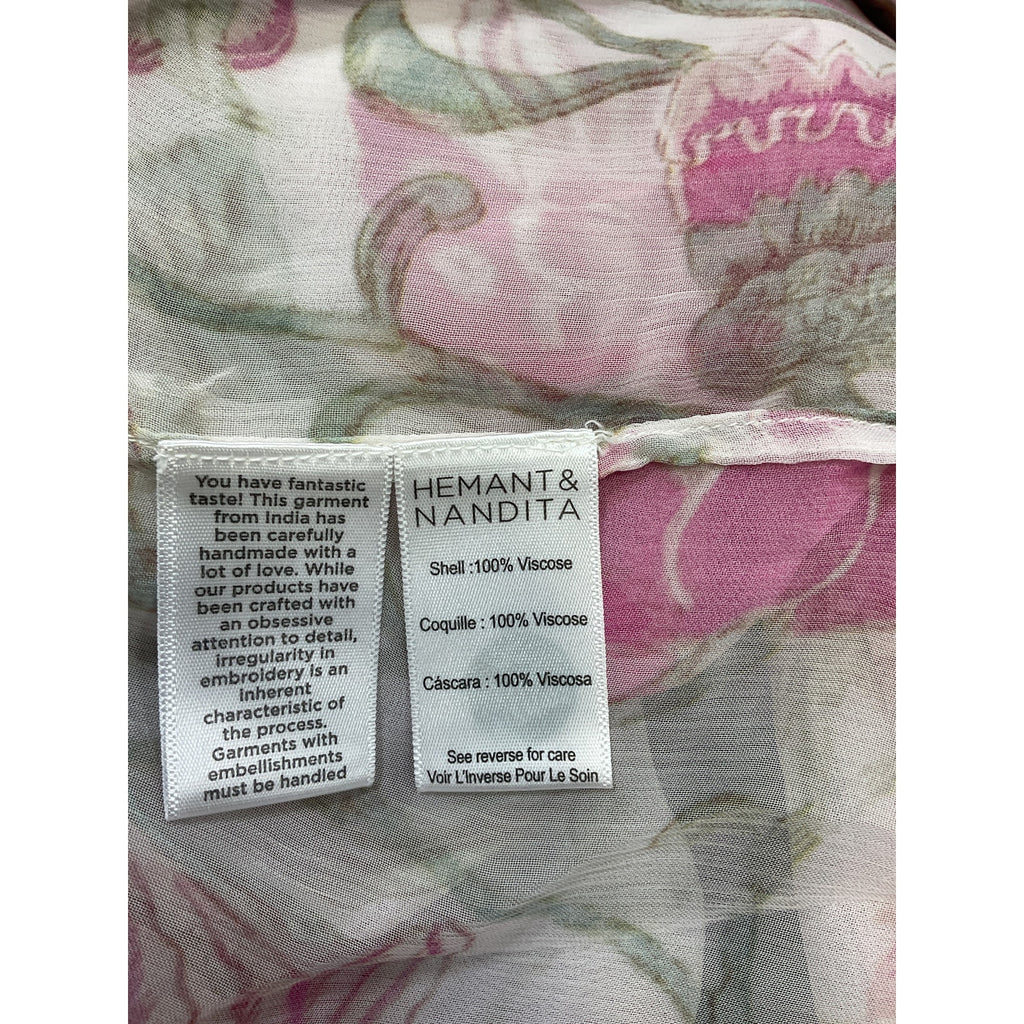 You have fantastic
taste! This garment
from India has
been carefully
handmade with a
lot of love. While
our products have
been crafted with
an obsessive
attention to detail,
irregularity in
embroidery is an
inherent
characteristic of
the process.
Garments with
embellishments
must be handled
HEMANT &
NANDITA
Shell :100% Viscose
Coquille : 100% Viscose
Cáscara : 100% Viscosa
See reverse for care
Voir L'Inverse Pour Le Soin